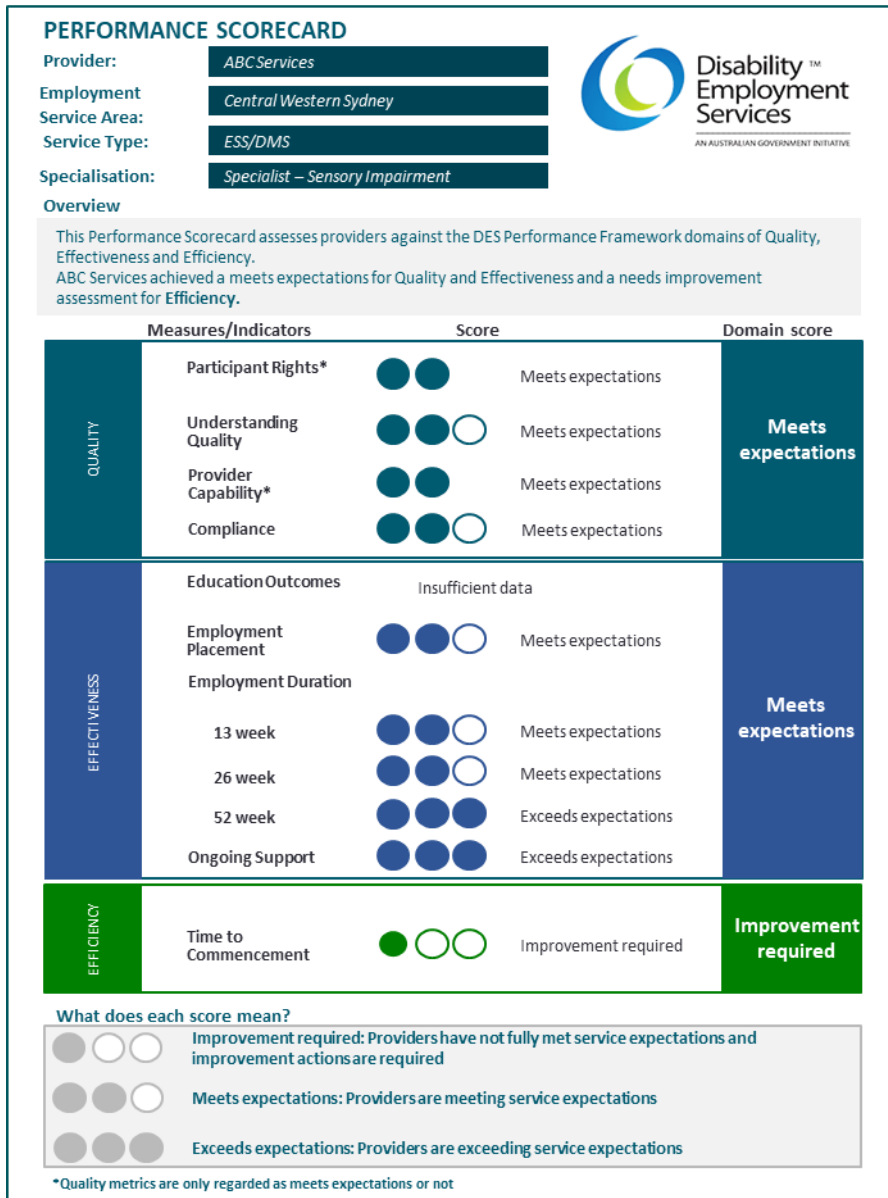 PERFORMANCE SCORECARD
Provider:
ABC Services
Employment
Service Area:
Central Western Sydney
Service Type:
ESS/DMS
Specialisation:
Specialist – Sensory Impairment
Disability ™
Employment
Services
AN AUSTRALIAN GOVERNMENT INITIATIVE
Overview
This Performance Scorecard assesses providers against the DES Performance Framework domains of Quality,
Effectiveness and Efficiency.
ABC Services achieved a meets expectations for Quality and Effectiveness and a needs improvement
assessment for Efficiency.
Measures/Indicators Score Domain score
QUALITY
Participant Rights*
Meets expectations
Understanding
Quality
Meets expectations
Provider
Capability*
Meets expectations
Compliance
Meets expectations
Meets
expectations
EFFECTIVENESS
Education Outcomes
Insufficient data
Employment
Placement
Meets expectations
Employment Duration
13 week
Meets expectations
26 week
Meets expectations
52 week
Exceeds expectations
Ongoing Support
Exceeds expectations
Meets
expectations
EFFICIENCY
Time to
Commencement
Improvement required
Improvement
required
What does each score mean?
Improvement required: Providers have not fully met service expectations and
improvement actions are required
Meets expectations: Providers are meeting service expectations
Exceeds expectations: Providers are exceeding service expectations
*Quality metrics are only regarded as meets expectations or not